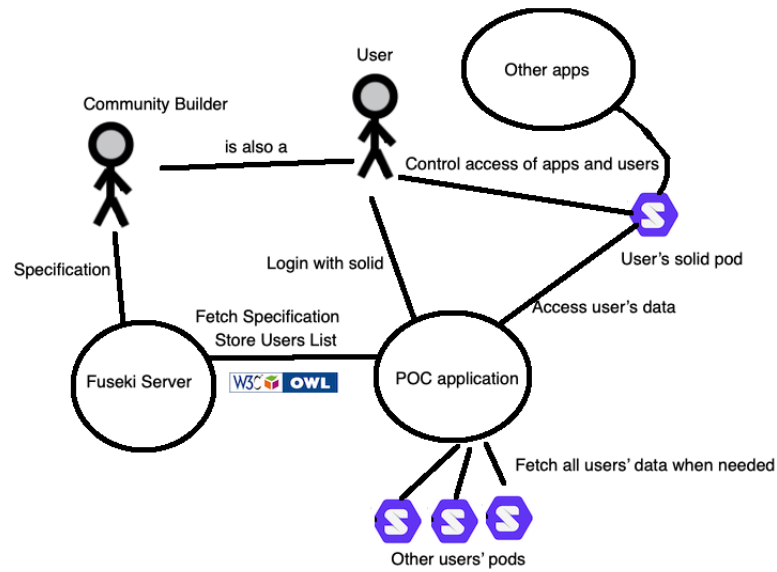 User
Other apps
Community Builder
is also a
Control access of apps and users
Specification
Login with solid
User's solid pod
Fetch Specification
Store Users List
Access user's data
Fuseki Server
W3C OWL
POC application
Fetch all users' data when needed
Other users' pods